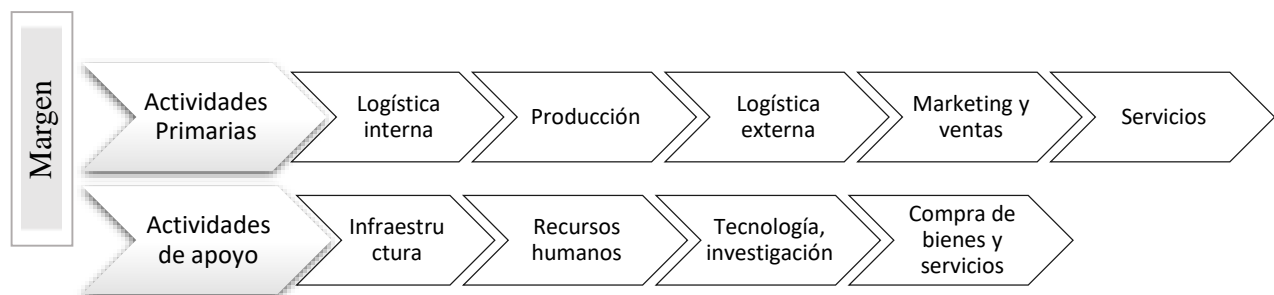 Margen
Actividades
Primarias
Logística
interna
Producción
Logística
externa
Marketing y
ventas
Servicios
Actividades
de apoyo
Infraestru
ctura
Recursos
humanos
Tecnología,
investigación
Compra de
bienes y
servicios